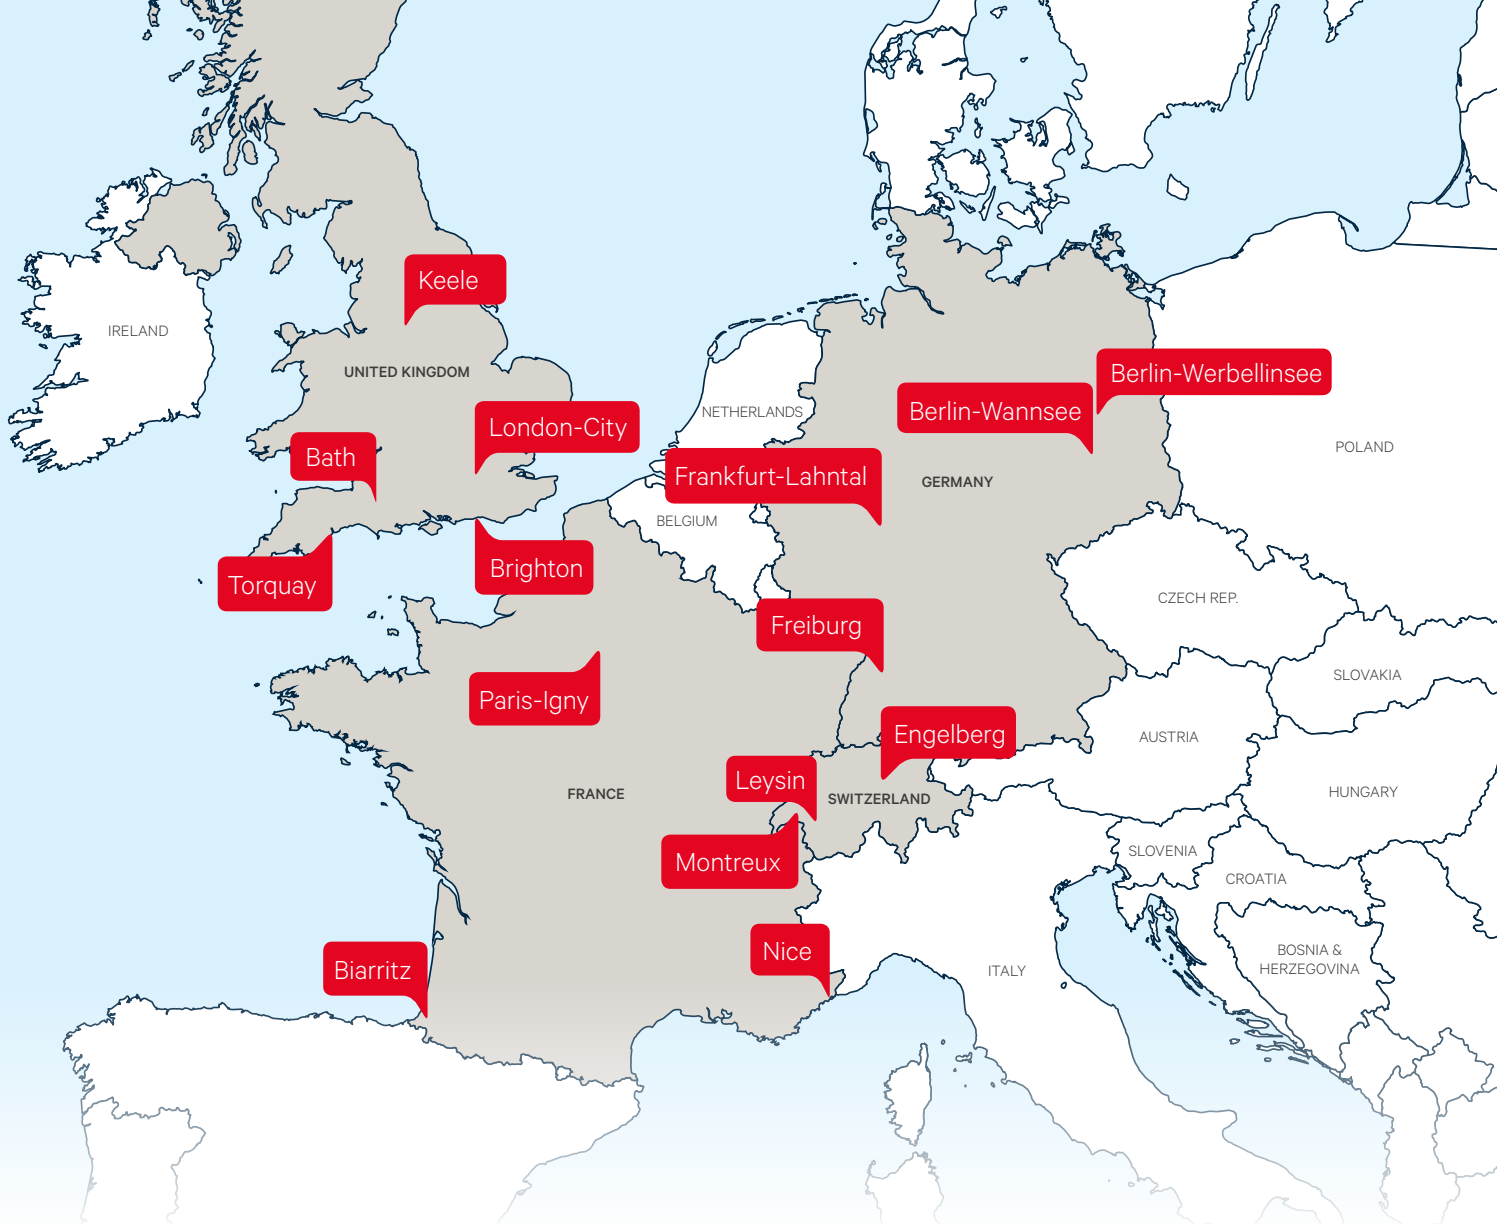 Keele
IRELAND
UNITED KINGDOM
Berlin-Werbellinsee
Berlin-Wannsee
NETHERLANDS
London-City
POLAND
Bath
Frankfurt-Lahntal
GERMANY
BELGIUM
Brighton
Torquay
CZECH REP.
Freiburg
SLOVAKIA
Paris-Igny
Engelberg
AUSTRIA
Leysin
FRANCE
SWITZERLAND
HUNGARY
SLOVENIA
Montreux
CROATIA
Nice
BOSNIA &
HERZEGOVINA
Biarritz
ITALY